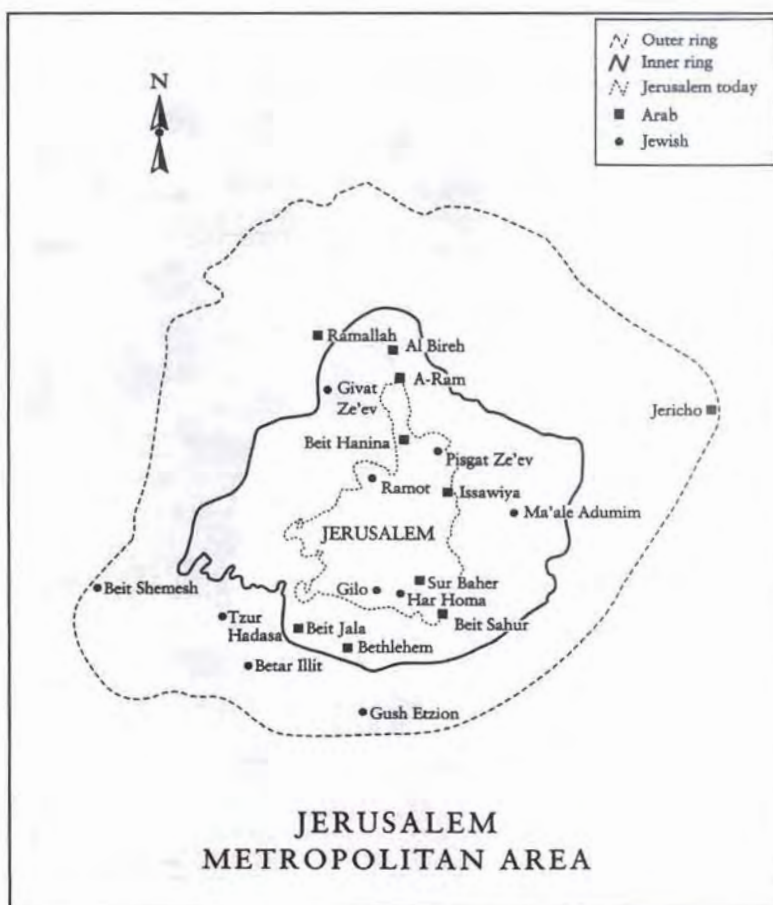 Outer ring
Inner ring
Jerusalem today
Arab
Jewish
N
Ramallah
Al Bireh
A-Ram
Givat
Ze'ev
Jericho
Beit Hanina
Pisgat Ze'ev
Ramot
Issawiya
Ma'ale Adumim
JERUSALEM
Beit Shemesh
Sur Baher
Gilo
Har Homa
Tzur
Hadasa
Beit Sahur
Beit Jala
Bethlehem
Betar Illit
Gush Etzion
JERUSALEM
METROPOLITAN AREA